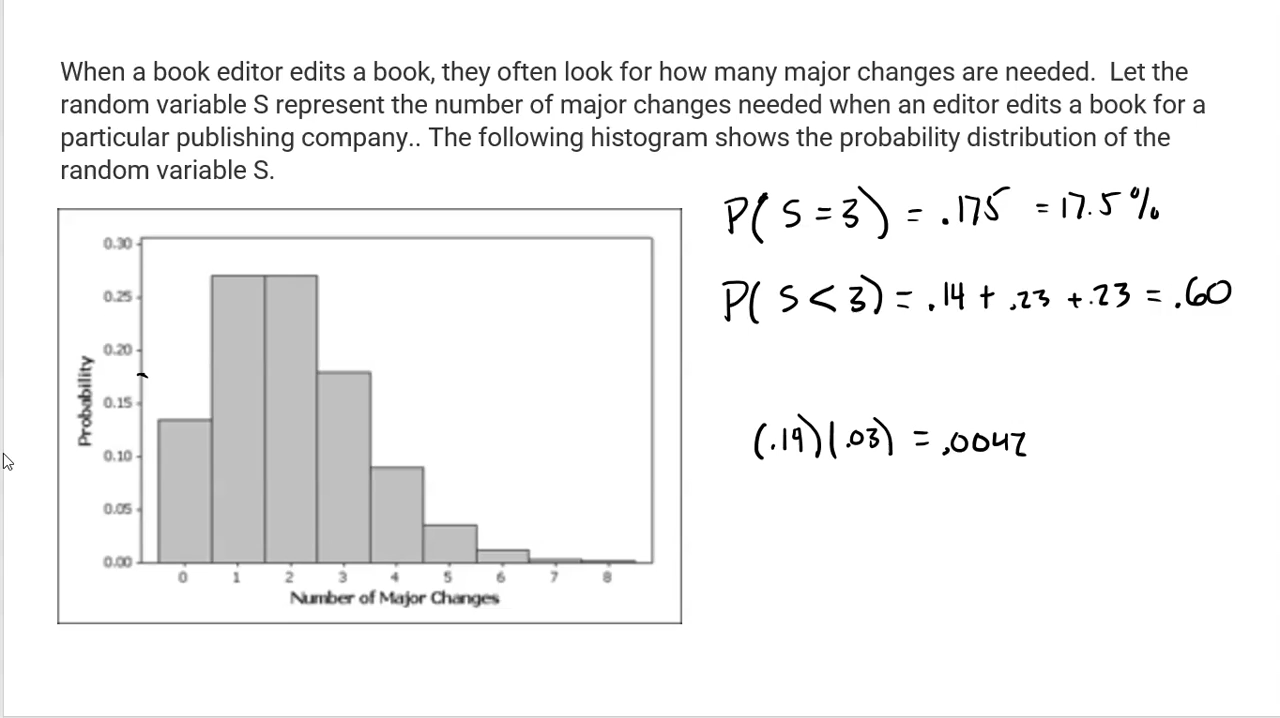 When a book editor edits a book, they often look for how many major changes are needed. Let the
random variable S represent the number of major changes needed when an editor edits a book for a
particular publishing company.. The following histogram shows the probability distribution of the
random variable S.
P( S = 3 ) = .175 = 17.5%
P( S < 3) = .14 + .23 + .23 = .60
(.14)(.03) = .0042
0.30
0.25
0.20
0.15
0.10
0.05
0.00
Probability
0 1 2 3 4 5 6 7 8
Number of Major Changes